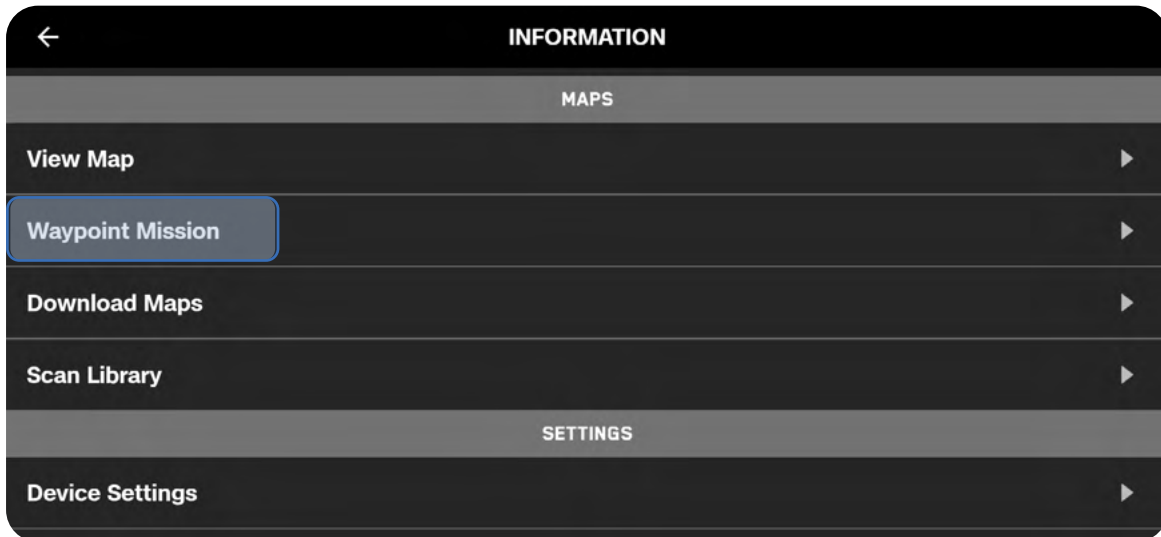 INFORMATION
MAPS
View Map
Waypoint Mission
Download Maps
Scan Library
SETTINGS
Device Settings